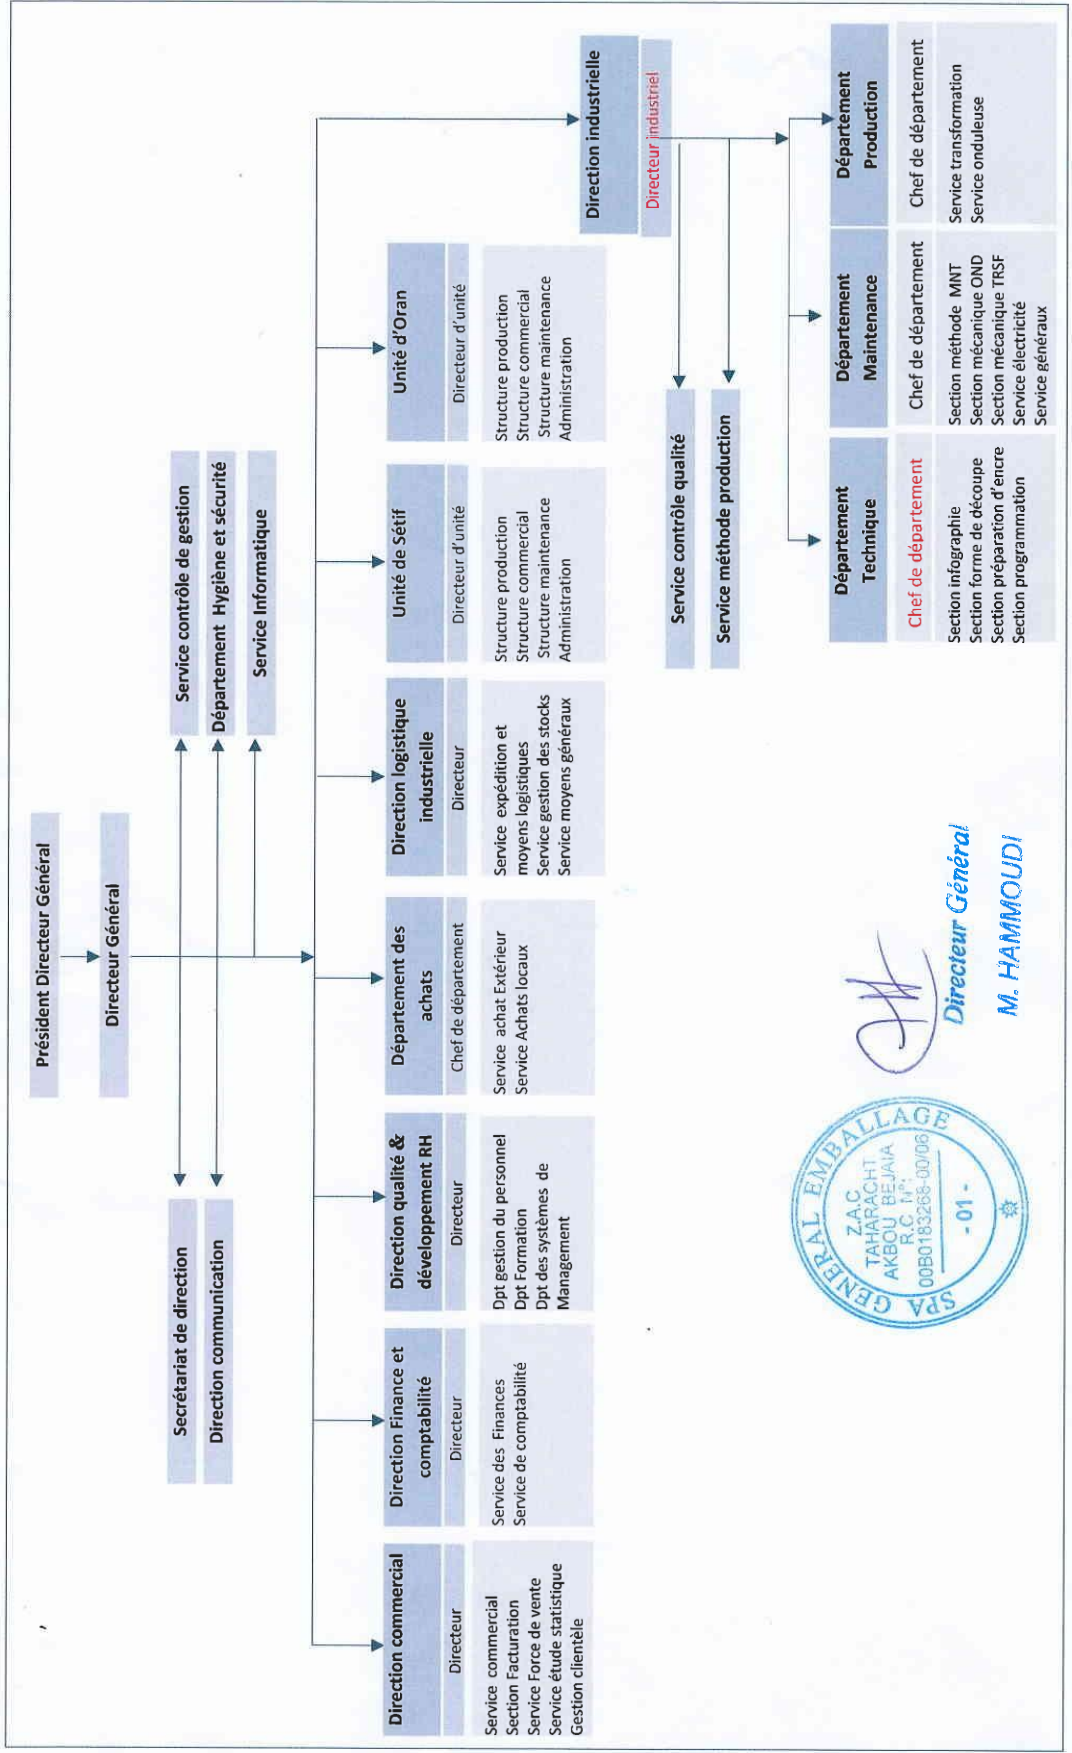 Président Directeur Général
Directeur Général
Secrétariat de direction
Direction communication
Service contrôle de gestion
Département Hygiène et sécurité
Service Informatique
Direction commercial
Directeur
Service commercial
Section Facturation
Service Force de vente
Service étude statistique
Gestion clientèle
Direction Finance et
comptabilité
Directeur
Service des Finances
Service de comptabilité
Direction qualité &
développement RH
Directeur
Dpt gestion du personnel
Dpt Formation
Dpt des systèmes de
Management
Département des
achats
Chef de département
Service achat Extérieur
Service Achats locaux
Direction logistique
industrielle
Directeur
Service expédition et
moyens logistiques
Service gestion des stocks
Service moyens généraux
Unité de Sétif
Directeur d'unité
Structure production
Structure commercial
Structure maintenance
Administration
Unité d'Oran
Directeur d'unité
Structure production
Structure commercial
Structure maintenance
Administration
Direction industrielle
Directeur industriel
Service contrôle qualité
Service méthode production
Département
Technique
Chef de département
Section infographie
Section forme de découpe
Section préparation d'encre
Section programmation
Département
Maintenance
Chef de département
Section méthode MNT
Section mécanique OND
Section mécanique TRSF
Service électricité
Service généraux
Département
Production
Chef de département
Service transformation
Service onduleuse
SPA GENERAL EMBALLAGE
Z.A.C
TAHARACHT
AKBOU BEJAIA
R.C N°:
00B0183268-00/06
- 01 -
Directeur Général
M. HAMMOUDI